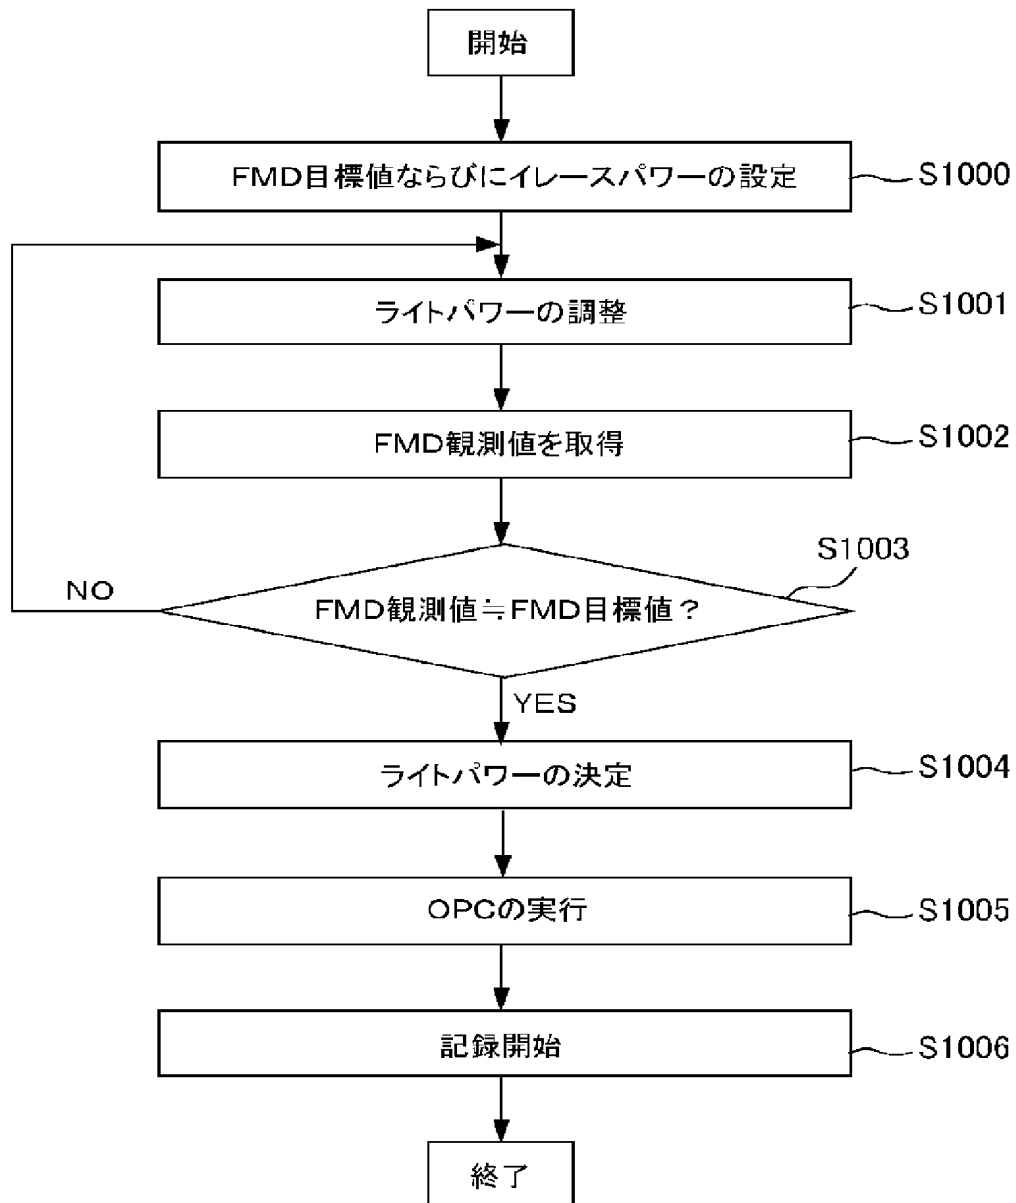 開始
FMD目標値ならびにイレースパワーの設定
S1000
ライトパワーの調整
S1001
FMD観測値を取得
S1002
S1003
NO
FMD観測値≒FMD目標値？
YES
ライトパワーの決定
S1004
OPCの実行
S1005
記録開始
S1006
終了